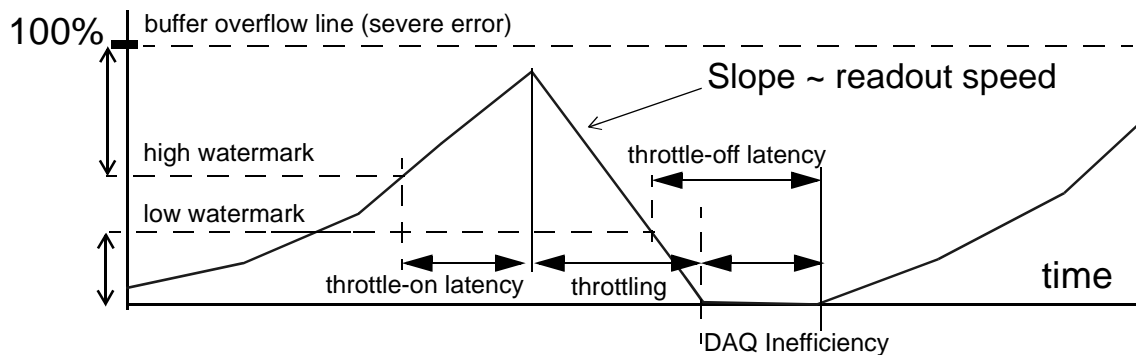 100%
buffer overflow line (severe error)
Slope ~ readout speed
high watermark
throttle-off latency
low watermark
throttle-on latency
throttling
time
DAQ Inefficiency